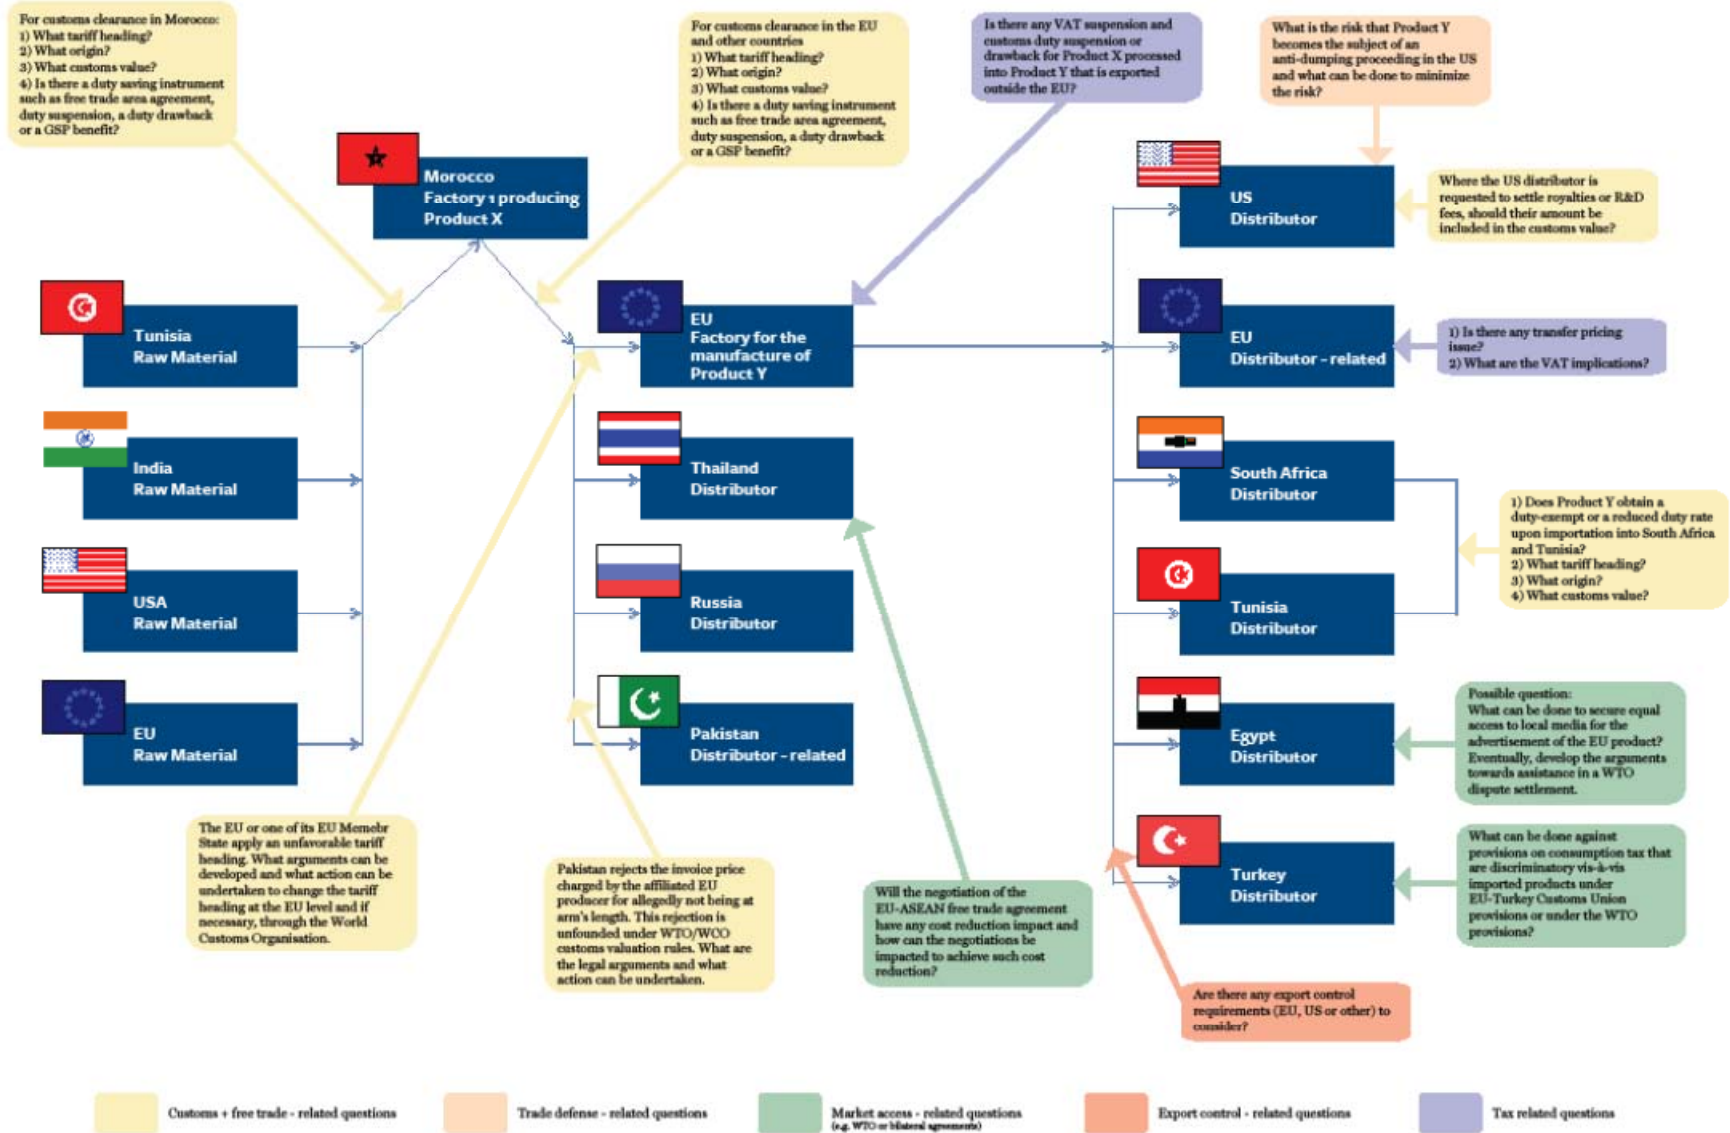 For customs clearance in Morocco:
1) What tariff heading?
2) What origin?
3) What customs value?
4) Is there a duty saving instrument
such as free trade area agreement,
duty suspension, a duty drawback
or a GSP benefit?
For customs clearance in the EU
and other countries
1) What tariff heading?
2) What origin?
3) What customs value?
4) Is there a duty saving instrument
such as free trade area agreement,
duty suspension, a duty drawback
or a GSP benefit?
Is there any VAT suspension and
customs duty suspension or
drawback for Product X processed
into Product Y that is exported
outside the EU?
What is the risk that Product Y
becomes the subject of an
anti-dumping proceeding in the US
and what can be done to minimize
the risk?
Morocco
Factory 1 producing
Product X
US
Distributor
Where the US distributor is
requested to settle royalties or R&D
fees, should their amount be
included in the customs value?
Tunisia
Raw Material
EU
Factory for the
manufacture of
Product Y
EU
Distributor - related
1) Is there any transfer pricing
issue?
2) What are the VAT implications?
India
Raw Material
Thailand
Distributor
South Africa
Distributor
1) Does Product Y obtain a
duty-exempt or a reduced duty rate
upon importation into South Africa
and Tunisia?
2) What tariff heading?
3) What origin?
4) What customs value?
USA
Raw Material
Russia
Distributor
Tunisia
Distributor
EU
Raw Material
Pakistan
Distributor - related
Egypt
Distributor
Possible question:
What can be done to secure equal
access to local media for the
advertisement of the EU product?
Eventually, develop the arguments
towards assistance in a WTO
dispute settlement.
The EU or one of its EU Memebr
State apply an unfavorable tariff
heading. What arguments can be
developed and what action can be
undertaken to change the tariff
heading at the EU level and if
necessary, through the World
Customs Organisation.
Pakistan rejects the invoice price
charged by the affiliated EU
producer for allegedly not being at
arm's length. This rejection is
unfounded under WTO/WCO
customs valuation rules. What are
the legal arguments and what
action can be undertaken.
Will the negotiation of the
EU-ASEAN free trade agreement
have any cost reduction impact and
how can the negotiations be
impacted to achieve such cost
reduction?
Turkey
Distributor
What can be done against
provisions on consumption tax that
are discriminatory vis-à-vis
imported products under
EU-Turkey Customs Union
provisions or under the WTO
provisions?
Are there any export control
requirements (EU, US or other) to
consider?
Customs + free trade - related questions
Trade defense - related questions
Market access - related questions
(e.g. WTO or bilateral agreements)
Export control - related questions
Tax related questions